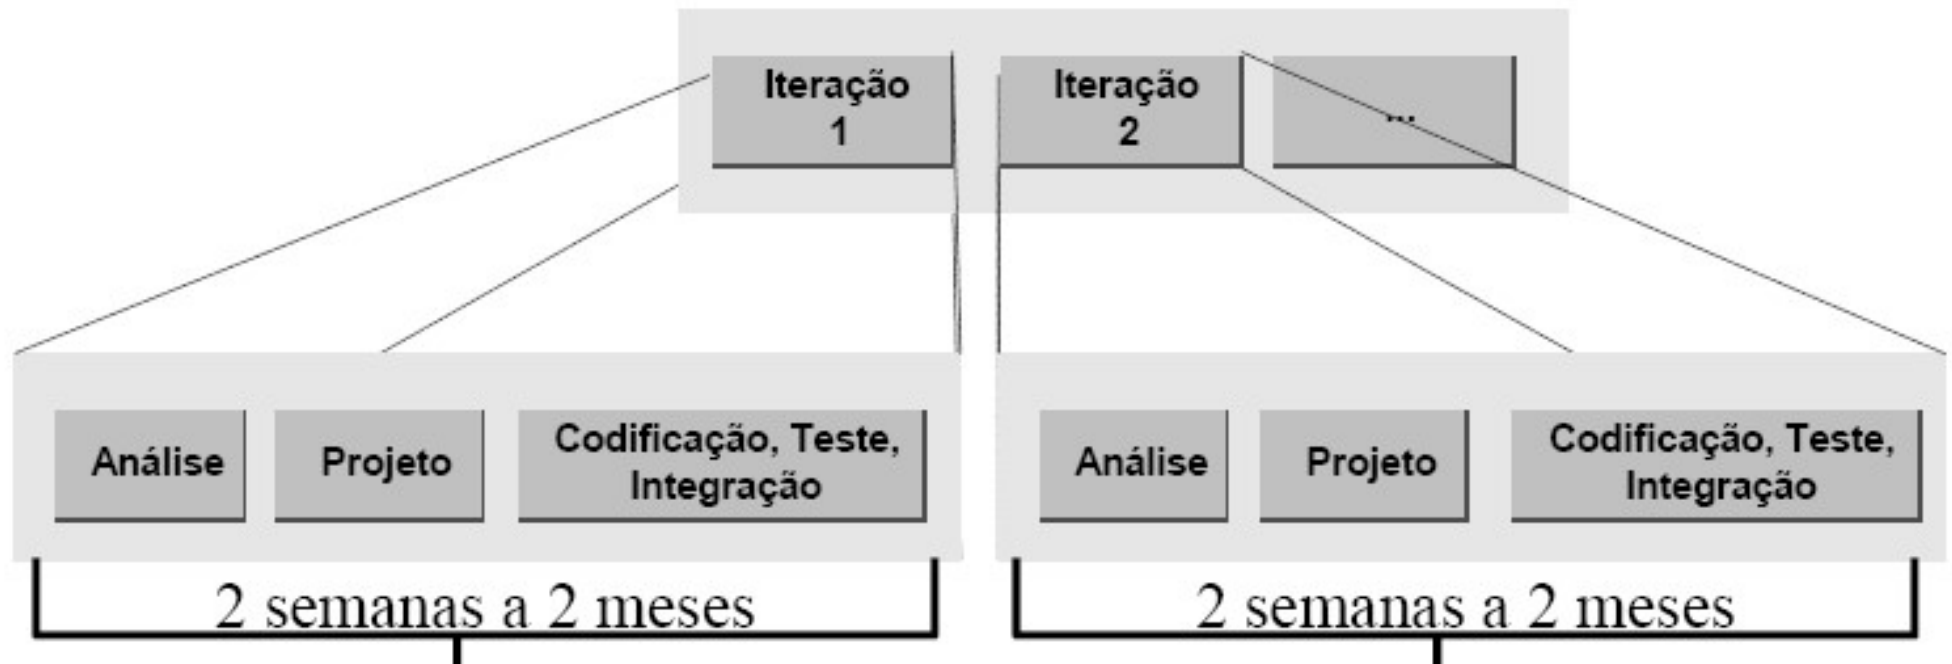 Iteração
1
Iteração
2
...
Análise
Projeto
Codificação, Teste,
Integração
Análise
Projeto
Codificação, Teste,
Integração
2 semanas a 2 meses
2 semanas a 2 meses